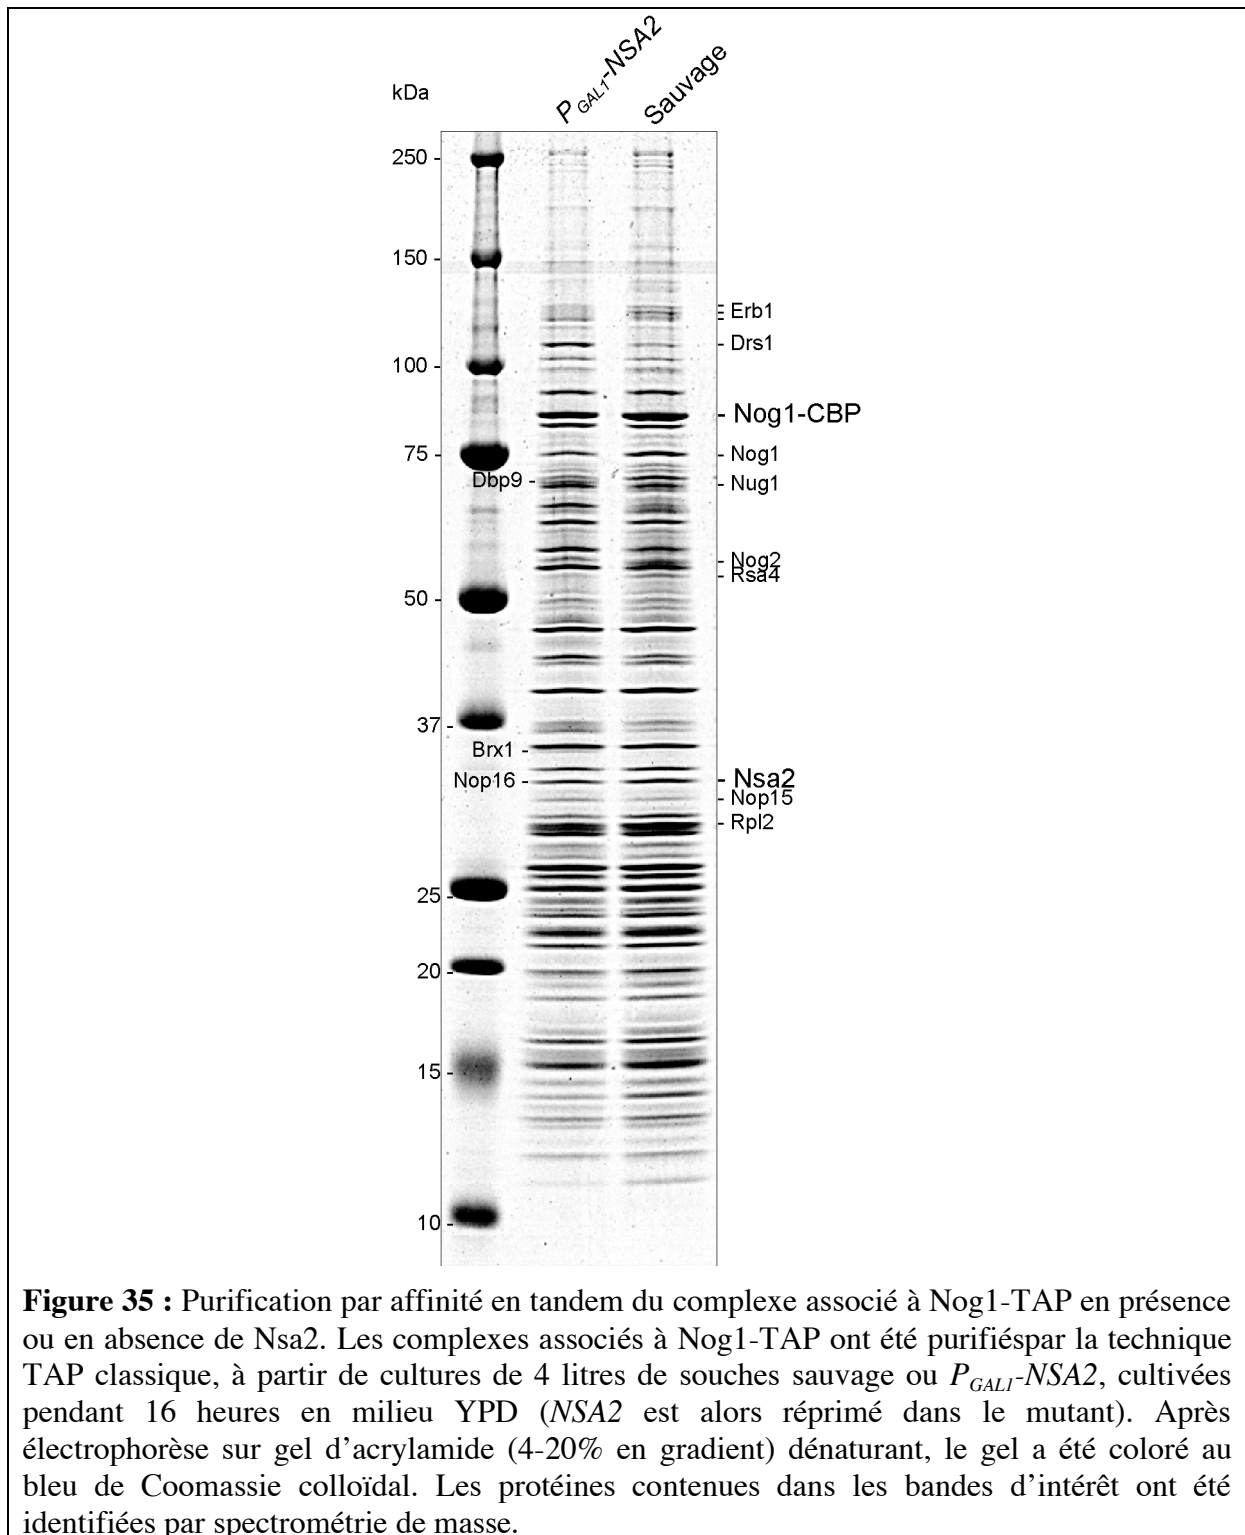 kDa
P GAL1-NSA2
Sauvage
250 -
150 -
Erb1
Drs1
100 -
Nog1-CBP
75 -
Nog1
Dbp9 -
Nug1
Nog2
Rsa4
50 -
37 -
Brx1 -
Nop16 -
Nsa2
Nop15
Rpl2
25 -
20 -
15 -
10 -
Figure 35 : Purification par affinité en tandem du complexe associé à Nog1-TAP en présence
ou en absence de Nsa2. Les complexes associés à Nog1-TAP ont été purifiéspar la technique
TAP classique, à partir de cultures de 4 litres de souches sauvage ou PGAL1-NSA2, cultivées
pendant 16 heures en milieu YPD (NSA2 est alors réprimé dans le mutant). Après
électrophorèse sur gel d'acrylamide (4-20% en gradient) dénaturant, le gel a été coloré au
bleu de Coomassie colloïdal. Les protéines contenues dans les bandes d'intérêt ont été
identifiées par spectrométrie de masse.